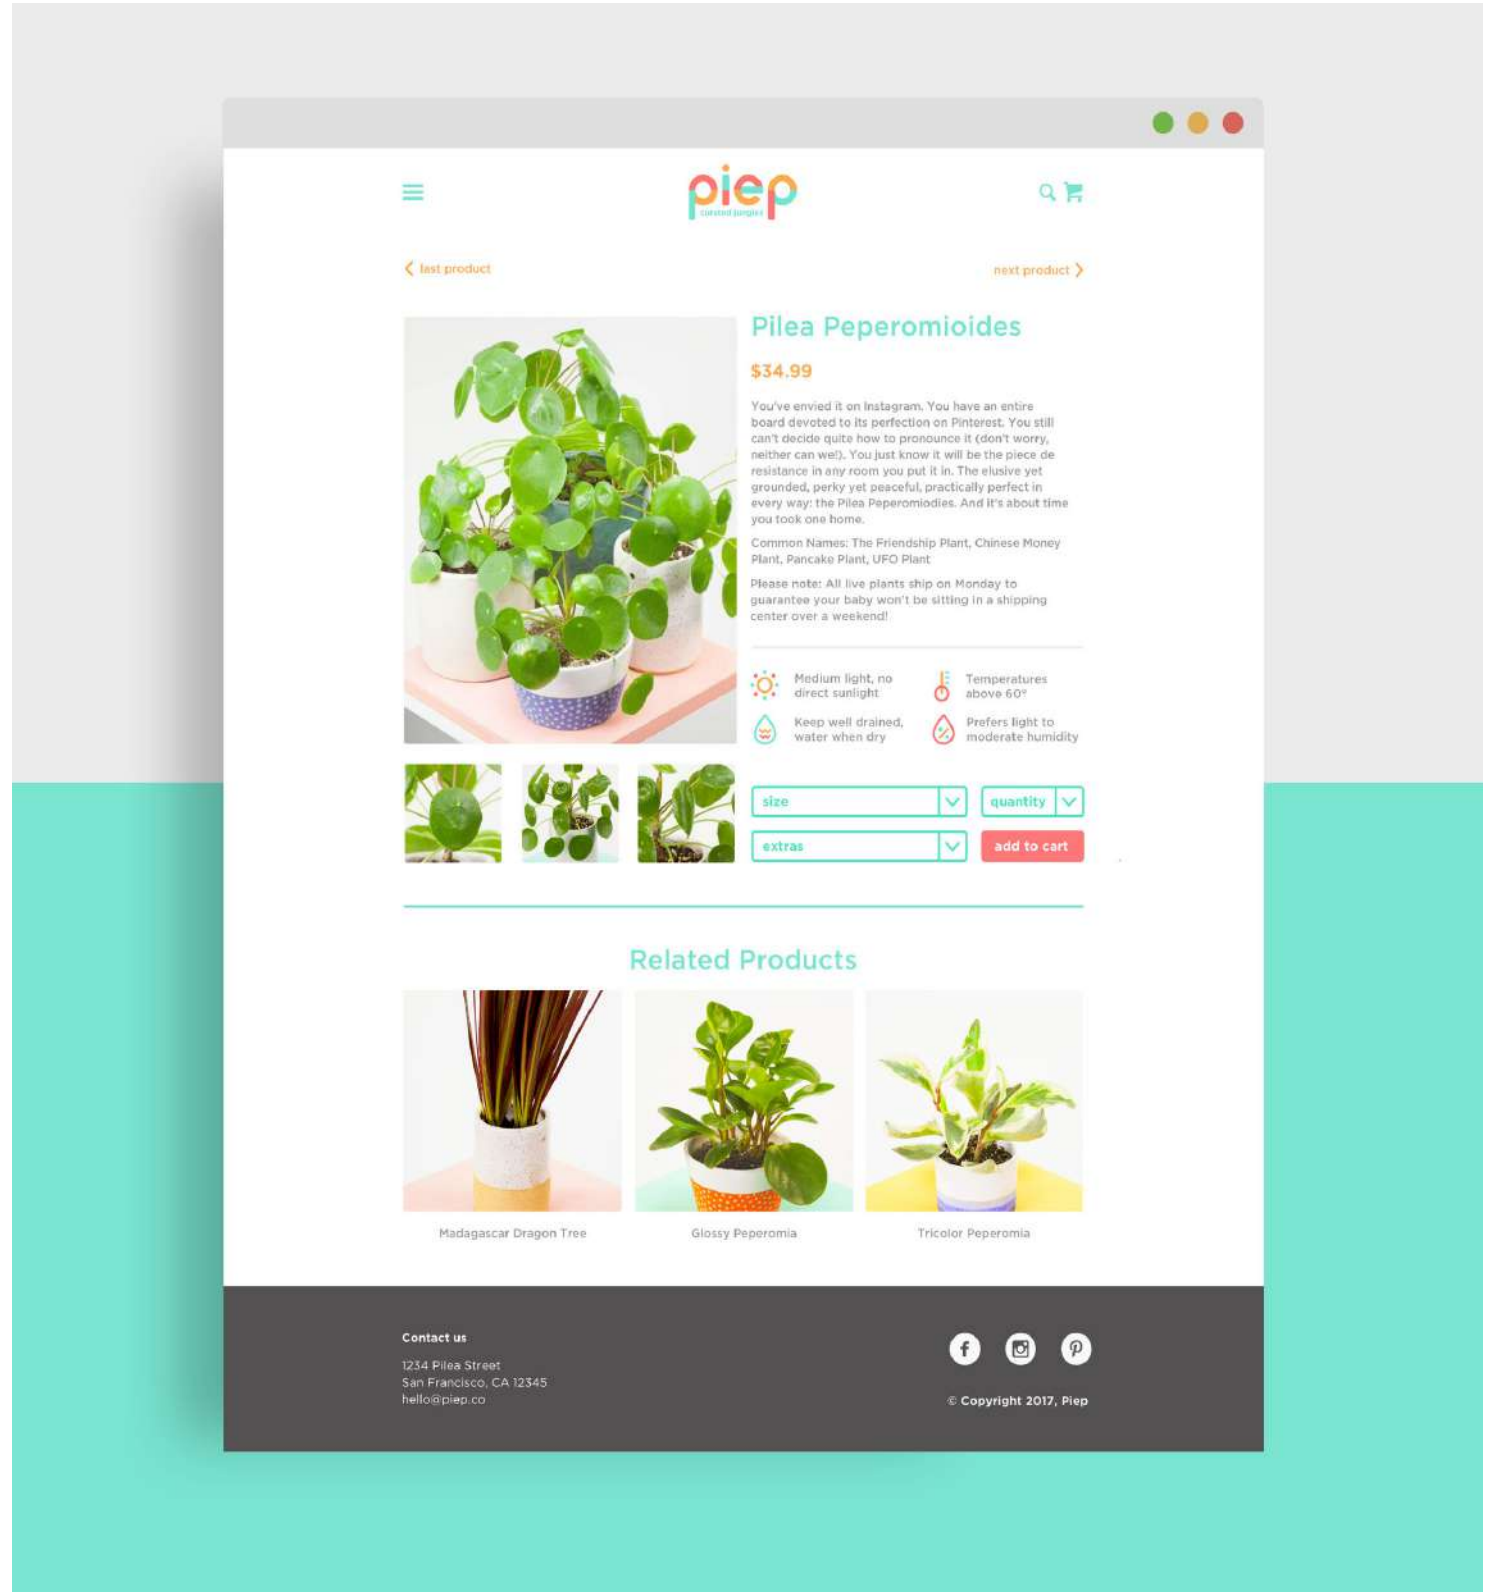 piep
curated jungles
last product
next product
Pilea Peperomioides
$34.99
You've envied it on Instagram. You have an entire
board devoted to its perfection on Pinterest. You still
can't decide quite how to pronounce it (don't worry,
neither can we!). You just know it will be the piece de
resistance in any room you put it in. The elusive yet
grounded, perky yet peaceful, practically perfect in
every way: the Pilea Peperomiodies. And it's about time
you took one home.
Common Names: The Friendship Plant, Chinese Money
Plant, Pancake Plant, UFO Plant
Please note: All live plants ship on Monday to
guarantee your baby won't be sitting in a shipping
center over a weekend!
Medium light, no
direct sunlight
Temperatures
above 60°
Keep well drained,
water when dry
Prefers light to
moderate humidity
size
quantity
extras
add to cart
Related Products
Madagascar Dragon Tree
Glossy Peperomia
Tricolor Peperomia
Contact us
1234 Pilea Street
San Francisco, CA 12345
hello@piep.co
© Copyright 2017, Piep